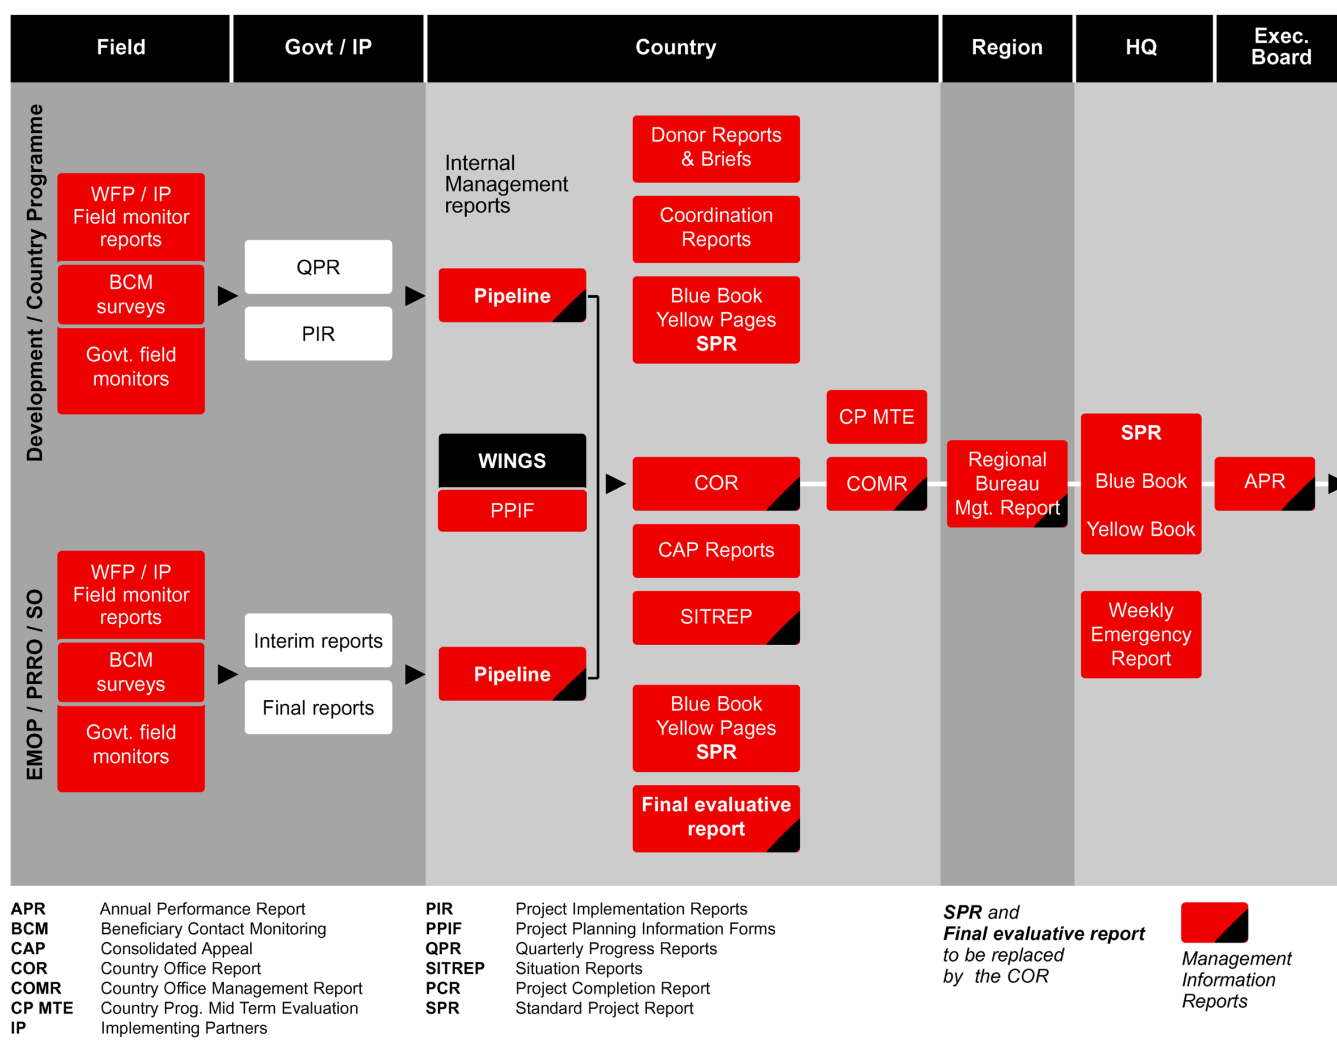 Field
Govt / IP
Country
Region
HQ
Exec.
Board
Development / Country Programme
WFP / IP
Field monitor
reports
BCM
surveys
Govt. field
monitors
QPR
PIR
Internal
Management
reports
Pipeline
Donor Reports
& Briefs
Coordination
Reports
Blue Book
Yellow Pages
SPR
WINGS
PPIF
COR
CAP Reports
SITREP
CP MTE
COMR
Regional
Bureau
Mgt. Report
SPR
Blue Book
Yellow Book
APR
Weekly
Emergency
Report
EMOP / PRRO / SO
WFP / IP
Field monitor
reports
BCM
surveys
Govt. field
monitors
Interim reports
Final reports
Pipeline
Blue Book
Yellow Pages
SPR
Final evaluative
report
APR Annual Performance Report
BCM Beneficiary Contact Monitoring
CAP Consolidated Appeal
COR Country Office Report
COMR Country Office Management Report
CP MTE Country Prog. Mid Term Evaluation
IP Implementing Partners
PIR Project Implementation Reports
PPIF Project Planning Information Forms
QPR Quarterly Progress Reports
SITREP Situation Reports
PCR Project Completion Report
SPR Standard Project Report
SPR and
Final evaluative report
to be replaced
by the COR
Management
Information
Reports